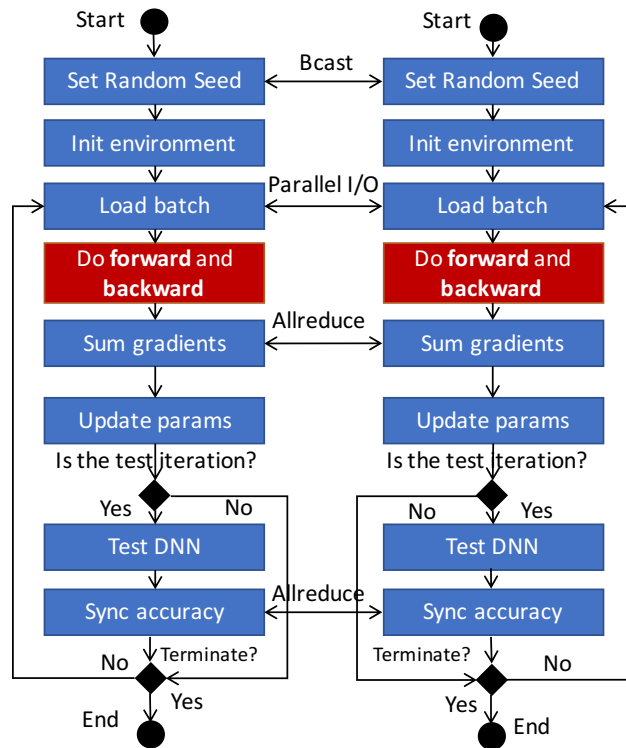 Start
Start
Set Random Seed
Bcast
Set Random Seed
Init environment
Init environment
Load batch
Parallel I/O
Load batch
Do forward and
backward
Do forward and
backward
Sum gradients
Allreduce
Sum gradients
Update params
Update params
Is the test iteration?
Is the test iteration?
Yes
No
No
Yes
Test DNN
Test DNN
Sync accuracy
Allreduce
Sync accuracy
Terminate?
Terminate?
No
Yes
No
Yes
End
End